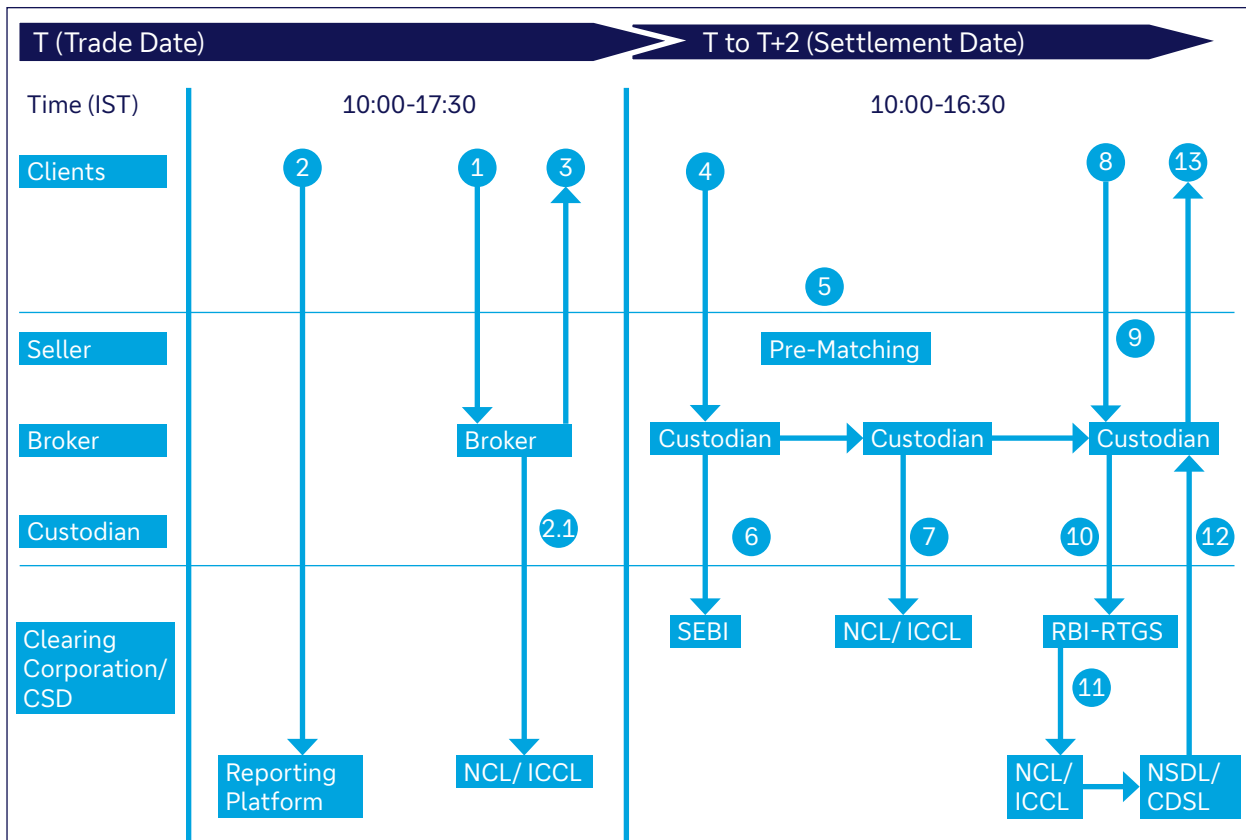 T (Trade Date)
T to T+2 (Settlement Date)
Time (IST)
10:00-17:30
10:00-16:30
Clients
2
1
3
4
8
13
5
Seller
Pre-Matching
9
Broker
Broker
Custodian
Custodian
Custodian
Custodian
2.1
6
7
10
12
Clearing
Corporation/
CSD
SEBI
NCL/ ICCL
RBI-RTGS
11
Reporting
Platform
NCL/ ICCL
NCL/
ICCL
NSDL/
CDSL